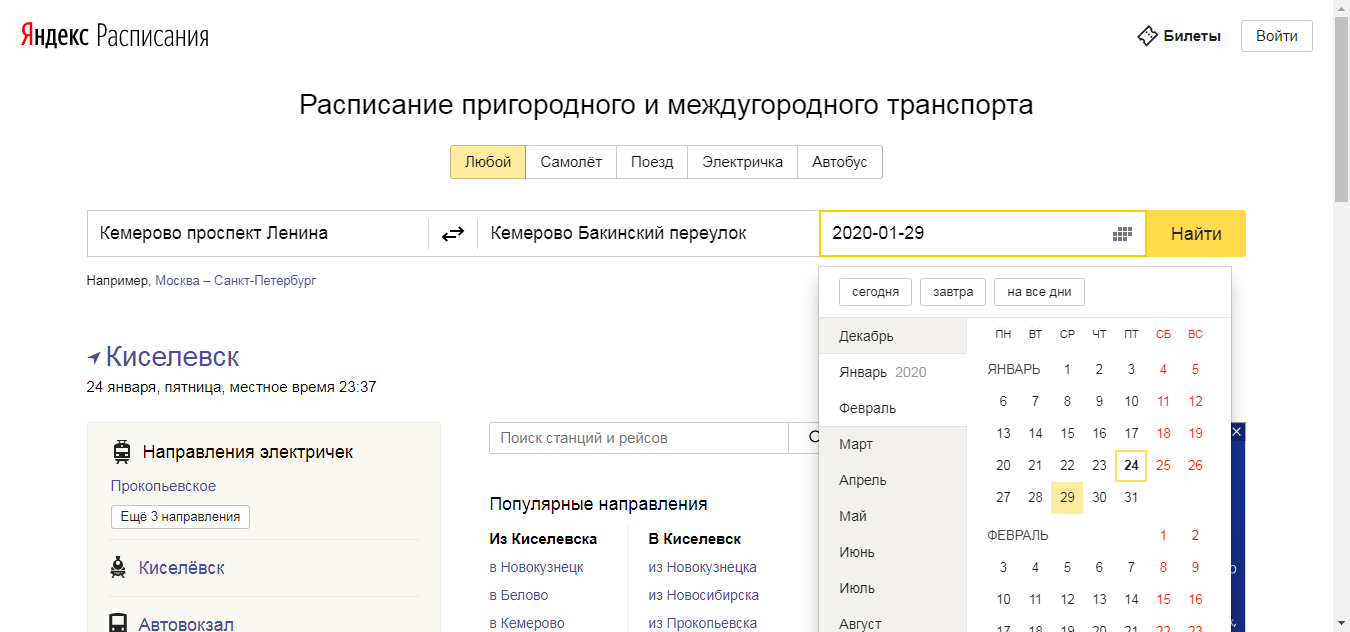 Яндекс Расписания
Билеты
Войти
Расписание пригородного и междугородного транспорта
Любой Самолёт Поезд Электричка Автобус
Кемерово проспект Ленина
Кемерово Бакинский переулок
2020-01-29
Найти
Например, Москва – Санкт-Петербург
Киселевск
24 января, пятница, местное время 23:37
Направления электричек
Прокопьевское
Ещё 3 направления
Киселёвск
Автовокзал
Поиск станций и рейсов
Популярные направления
Из Киселевска
в Новокузнецк
в Белово
в Кемерово
В Киселевск
из Новокузнецка
из Новосибирска
из Прокопьевска
сегодня завтра на все дни
Декабрь
Январь 2020
Февраль
Март
Апрель
Май
Июнь
Июль
Август
ПН ВТ СР ЧТ ПТ СБ ВС
ЯНВАРЬ 1 2 3 4 5
6 7 8 9 10 11 12
13 14 15 16 17 18 19
20 21 22 23 24 25 26
27 28 29 30 31
ФЕВРАЛЬ 1 2
3 4 5 6 7 8 9
10 11 12 13 14 15 16
17 18 19 20 21 22 23